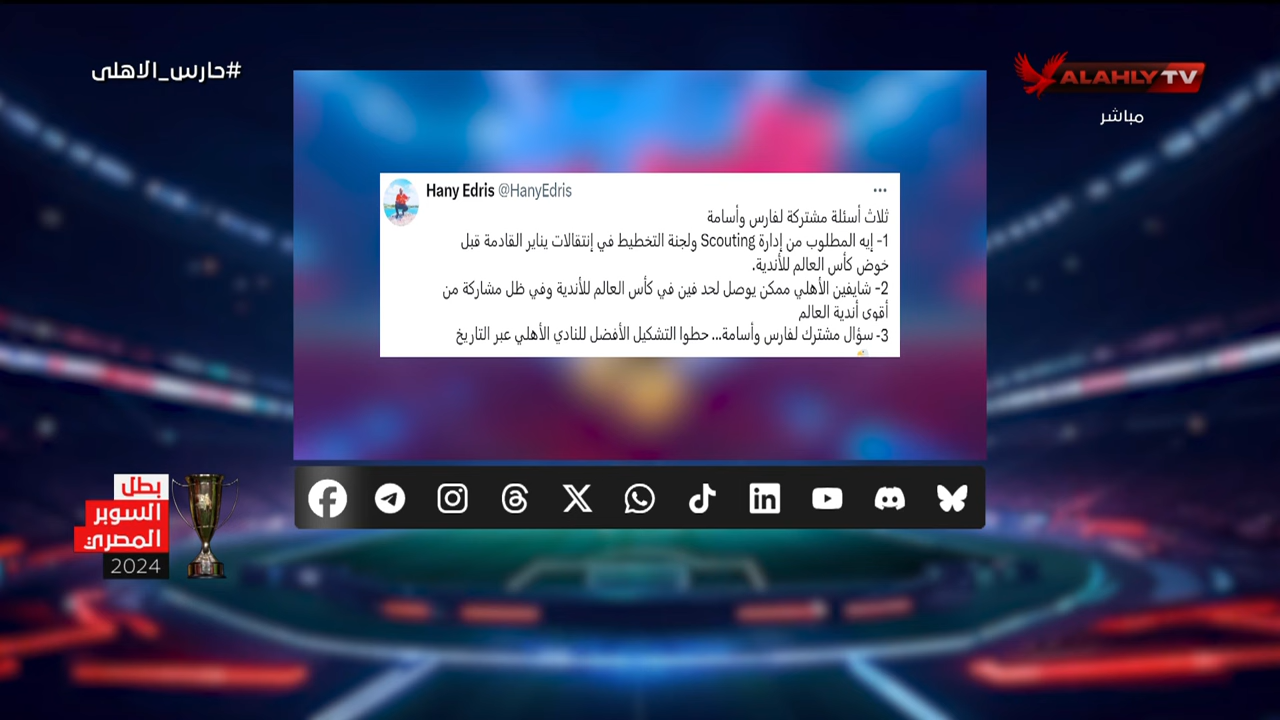 #حارس_الاهلى
ALAHLY TV
مباشر
Hany Edris @HanyEdris
ثلاث أسئلة مشتركة لفارس وأسامة
1- إيه المطلوب من إدارة Scouting ولجنة التخطيط في إنتقالات يناير القادمة قبل
خوض كأس العالم للأندية.
2- شايفين الأهلي ممكن يوصل لحد فين في كأس العالم للأندية وفي ظل مشاركة من
أقوى أندية العالم
3- سؤال مشترك لفارس وأسامة... حطوا التشكيل الأفضل للنادي الأهلي عبر التاريخ
بطل
السوبر
المصري
2024